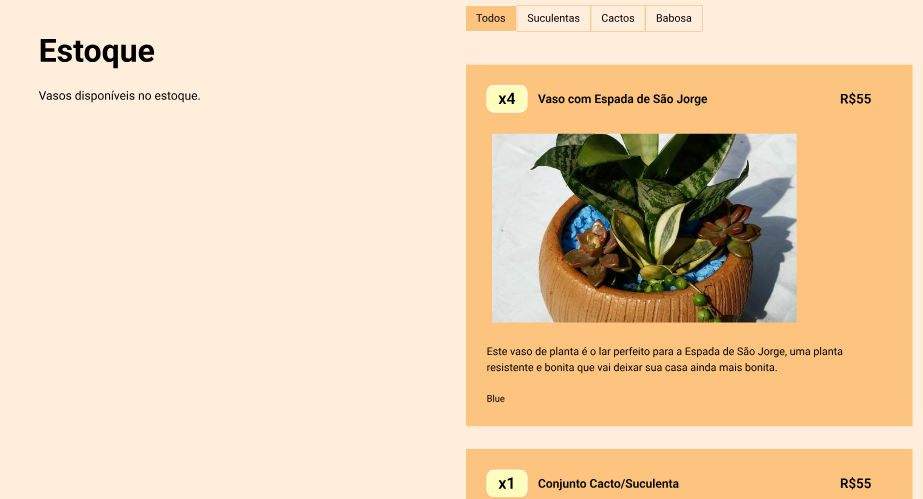 Estoque
Vasos disponíveis no estoque.
Todos Suculentas Cactos Babosa
x4 Vaso com Espada de São Jorge R$55
Este vaso de planta é o lar perfeito para a Espada de São Jorge, uma planta
resistente e bonita que vai deixar sua casa ainda mais bonita.
Blue
x1 Conjunto Cacto/Suculenta R$55